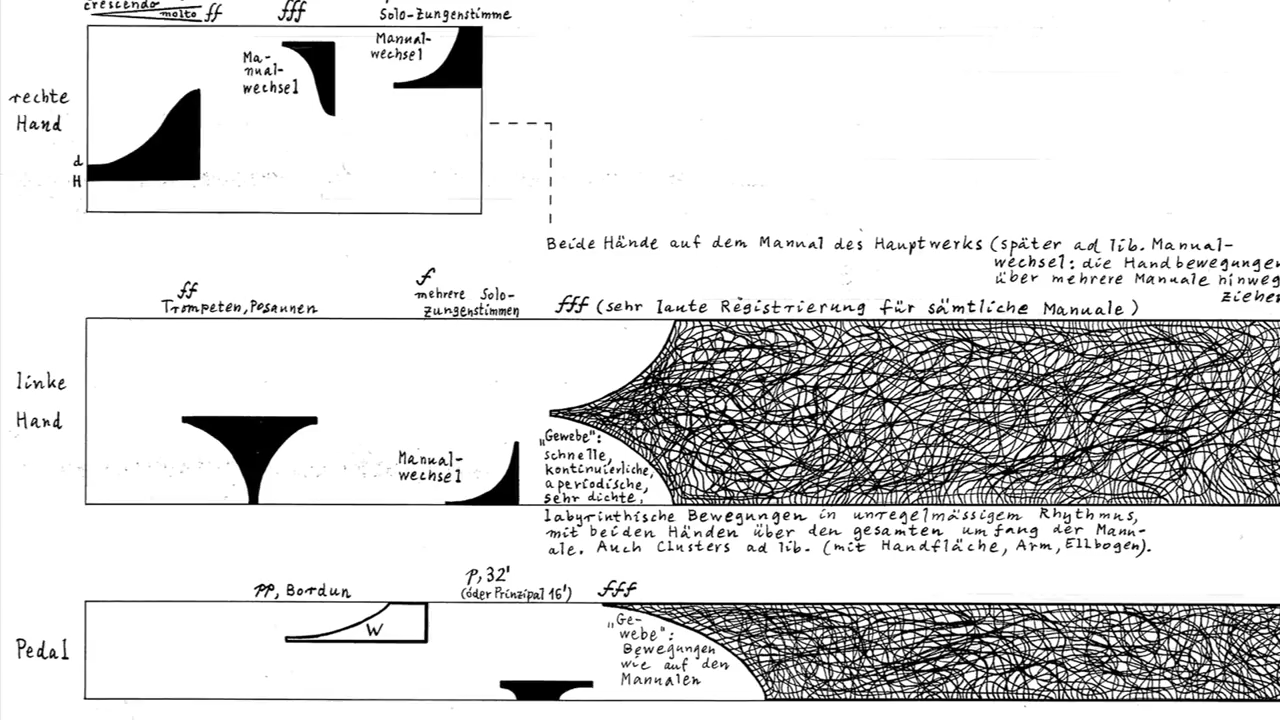 crescendo
molto ff
fff
Solo-Zungenstimme
Manual-
wechsel
Ma-
nual-
wechsel
rechte
Hand
d
H
Beide Hände auf dem Manual des Hauptwerks (später ad lib. Manual-
wechsel: die Handbewegungen
über mehrere Manuale hinweg
ziehen
ff
Trompeten, Posaunen
f
mehrere Solo-
zungenstimmen
fff (sehr laute Registrierung für sämtliche Manuale)
linke
Hand
Manual-
wechsel
„Gewebe":
schnelle,
kontinuierliche,
aperiodische,
sehr dichte,
labyrinthische Bewegungen in unregelmässigem Rhythmus,
mit beiden Händen über den gesamten umfang der Manu-
ale. Auch Clusters ad lib. (mit Handfläche, Arm, Ellbogen).
pp, Bordun
p, 32'
(oder Prinzipal 16')
fff
Pedal
W
„Ge-
webe":
Bewegungen
wie auf den
Manualen